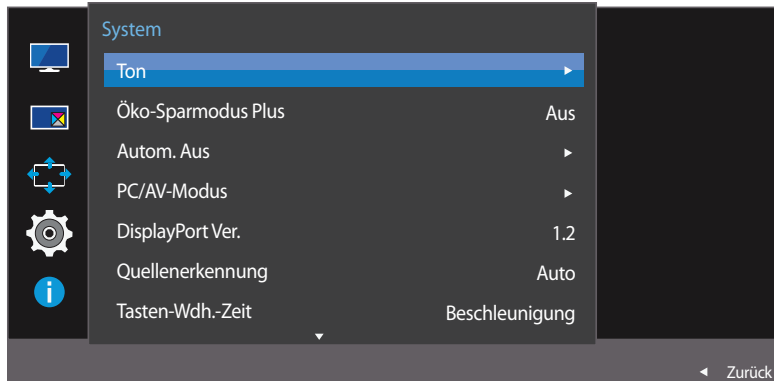 System
Ton
Öko-Sparmodus Plus Aus
Autom. Aus
PC/AV-Modus
DisplayPort Ver. 1.2
Quellenerkennung Auto
Tasten-Wdh.-Zeit Beschleunigung
Zurück